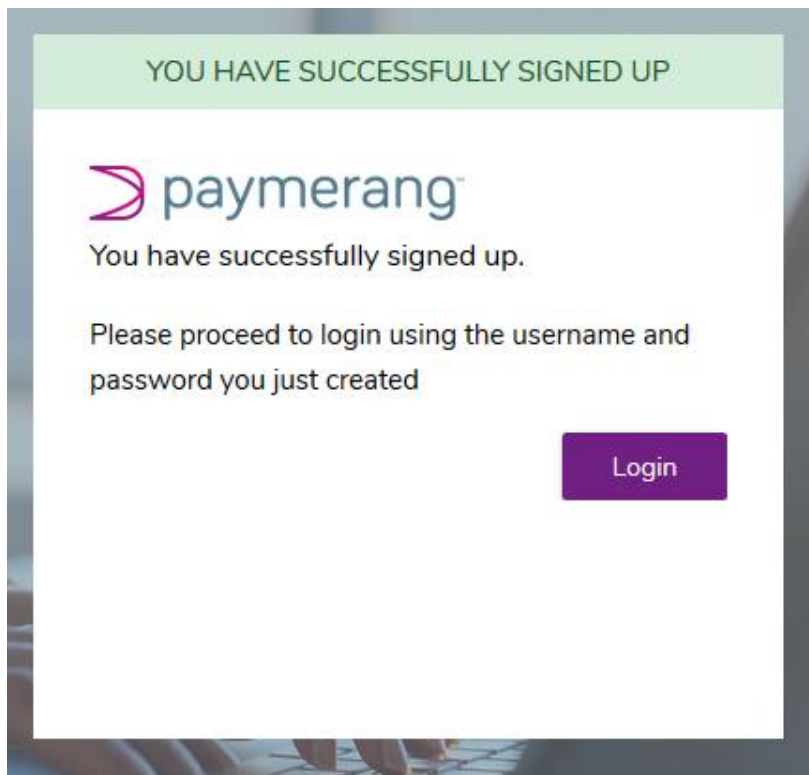 YOU HAVE SUCCESSFULLY SIGNED UP
paymerang™
You have successfully signed up.
Please proceed to login using the username and
password you just created
Login